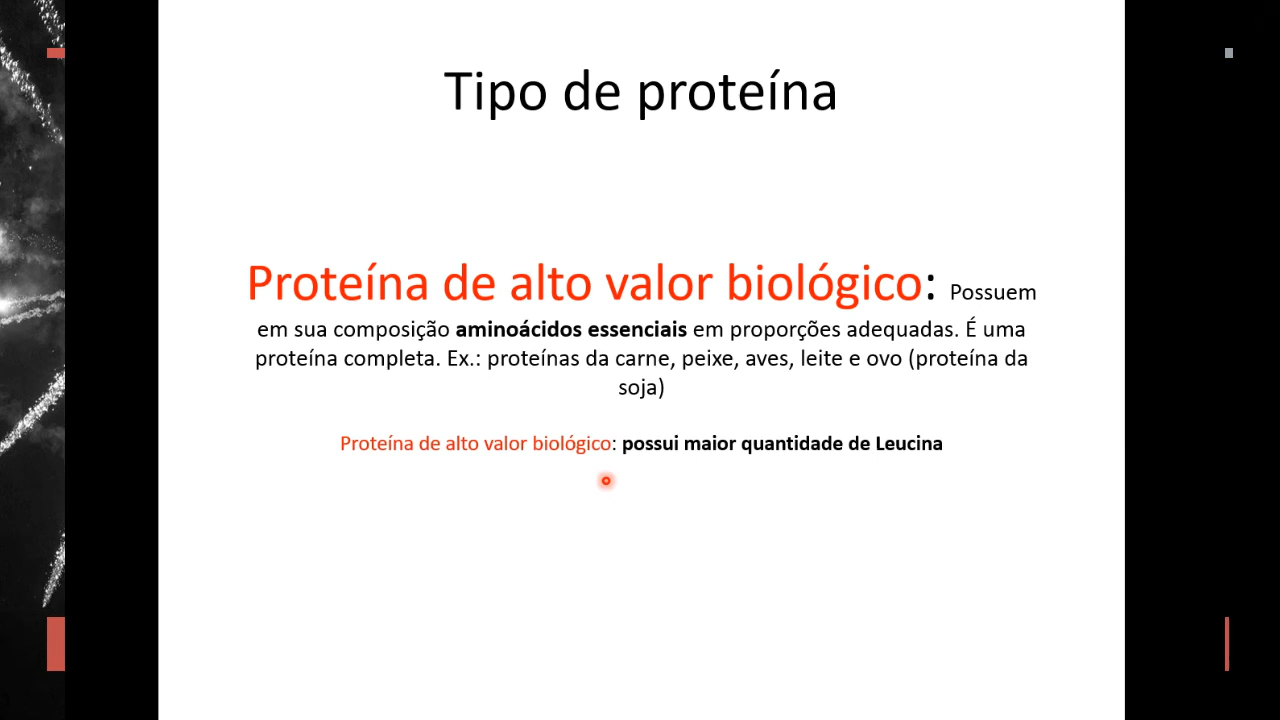 Tipo de proteína
Proteína de alto valor biológico: Possuem
em sua composição aminoácidos essenciais em proporções adequadas. É uma
proteína completa. Ex.: proteínas da carne, peixe, aves, leite e ovo (proteína da
soja)
Proteína de alto valor biológico: possui maior quantidade de Leucina